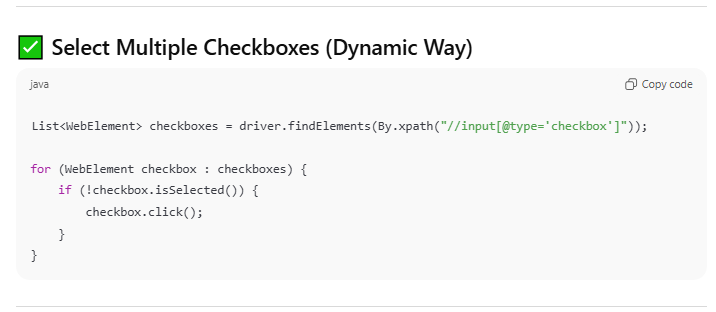 ✅ Select Multiple Checkboxes (Dynamic Way)
java
Copy code
List<WebElement> checkboxes = driver.findElements(By.xpath("//input[@type='checkbox']"));
for (WebElement checkbox : checkboxes) {
    if (!checkbox.isSelected()) {
        checkbox.click();
    }
}